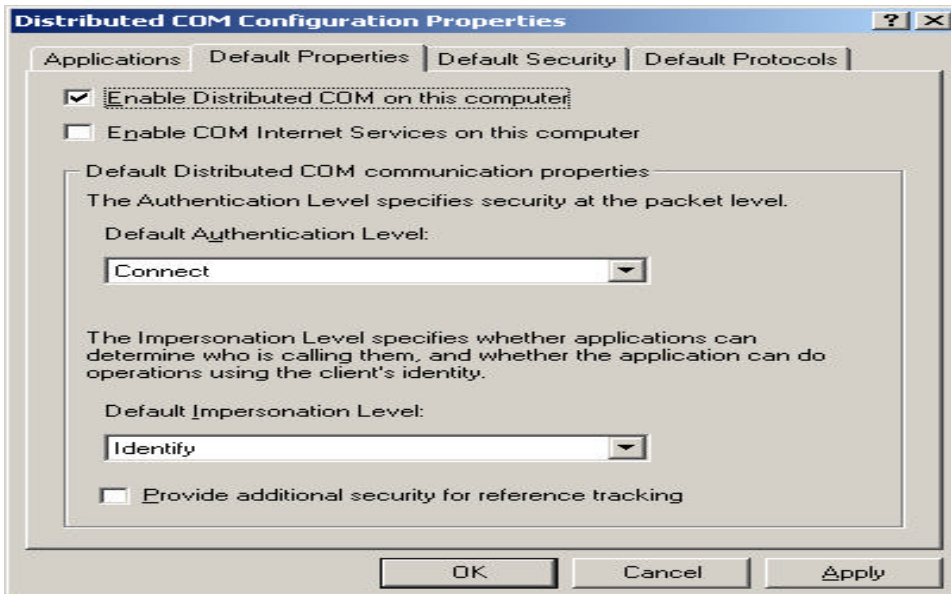 Distributed COM Configuration Properties
Applications Default Properties Default Security Default Protocols
Enable Distributed COM on this computer
Enable COM Internet Services on this computer
Default Distributed COM communication properties
The Authentication Level specifies security at the packet level.
Default Authentication Level:
Connect
The Impersonation Level specifies whether applications can
determine who is calling them, and whether the application can do
operations using the client's identity.
Default Impersonation Level:
Identify
Provide additional security for reference tracking
OK Cancel Apply